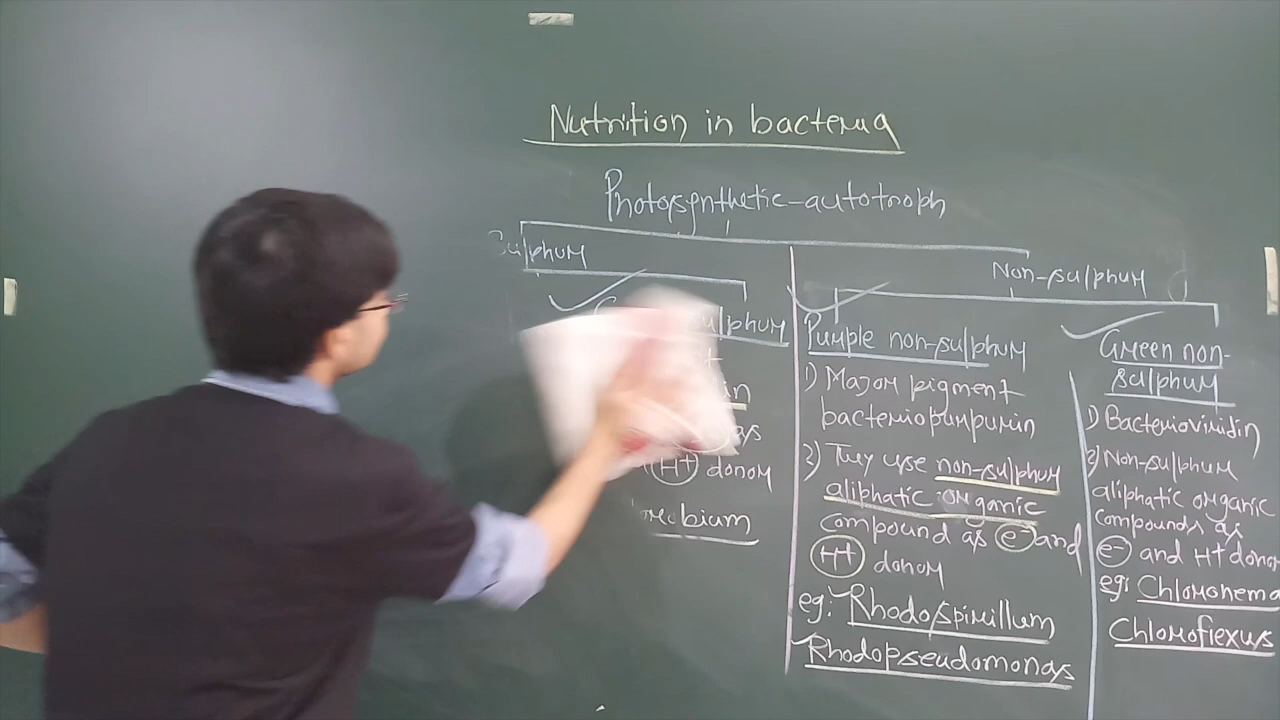 Nutrition in bacteria
Photosynthetic-autotroph
Sulphur
Non-sulphur
sulphur
donor
H+
Purple non-sulphur
1) Major pigment
bacteriopurpurin
2) They use non-sulphur
aliphatic organic
compound as e- and
H+ donor
eg: Rhodospirillum
Rhodopseudomonas
Green non-
sulphur
1) Bacterioviridin
2) Non-sulphur
aliphatic organic
compounds as
e- and H+ donor
eg: Chloronema
Chloroflexus